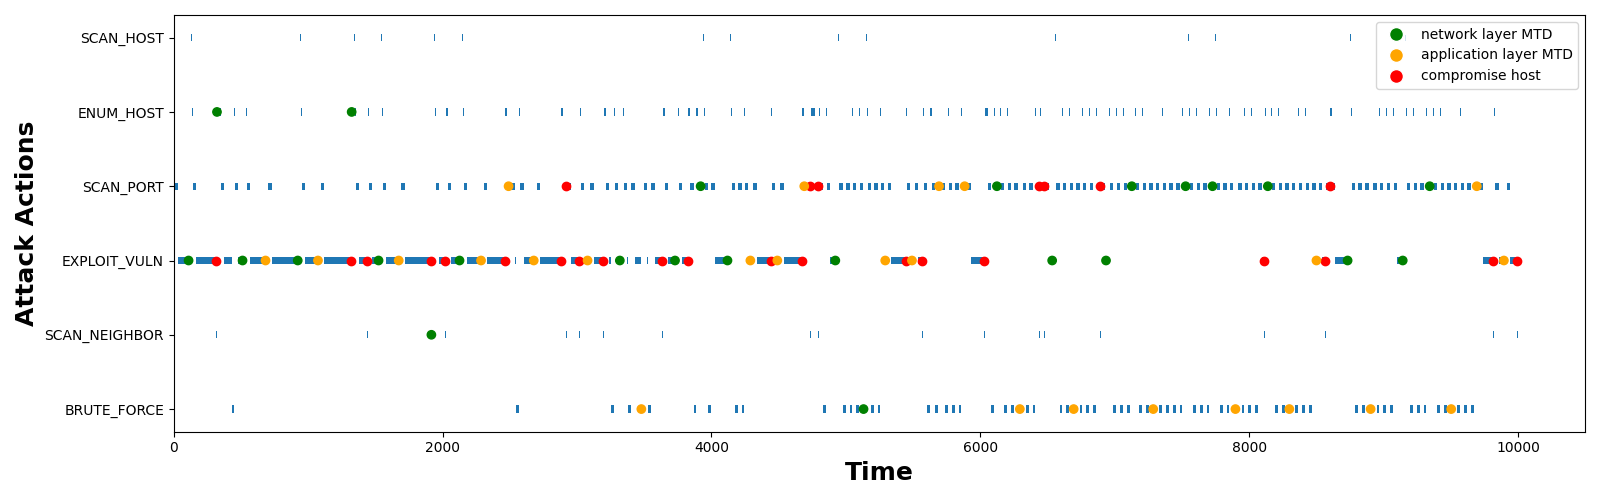 SCAN_HOST
ENUM_HOST
SCAN_PORT
EXPLOIT_VULN
SCAN_NEIGHBOR
BRUTE_FORCE
Attack Actions
network layer MTD
application layer MTD
compromise host
0 2000 4000 6000 8000 10000
Time